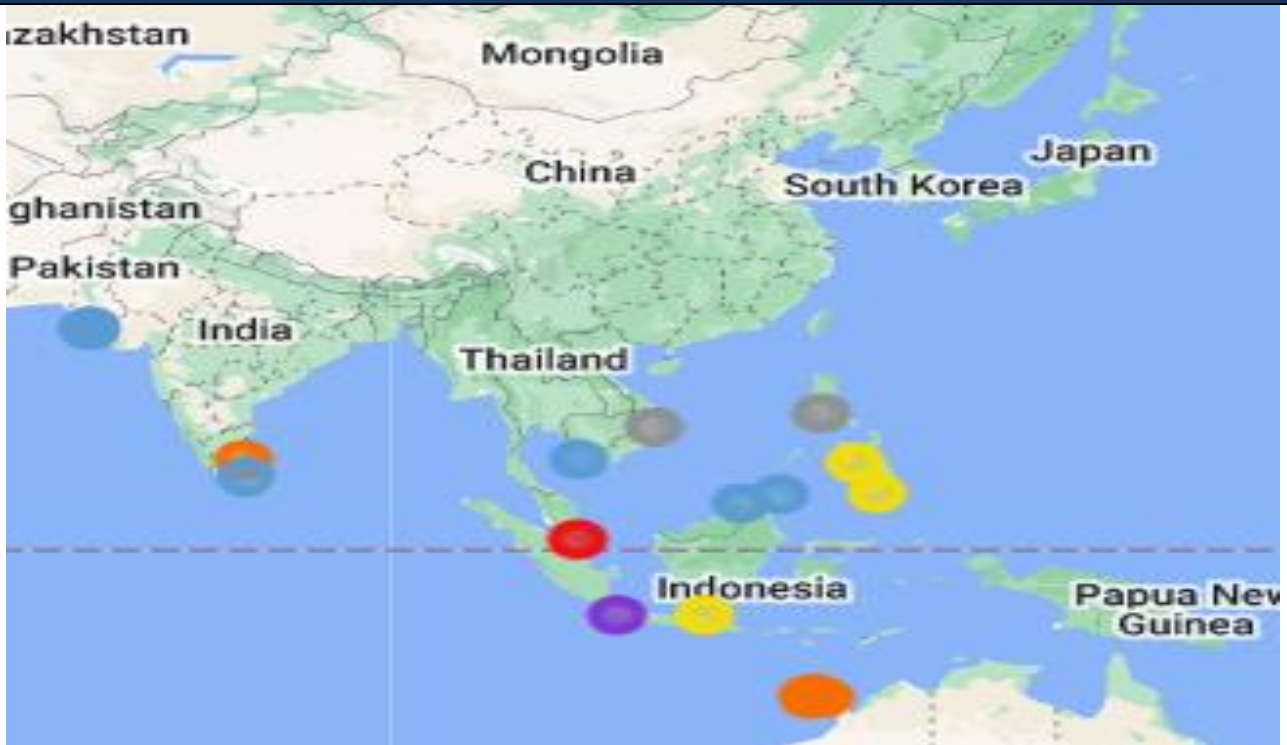 zakhstan
Mongolia
China
Japan
South Korea
ghanistan
Pakistan
India
Thailand
Indonesia
Papua New
Guinea